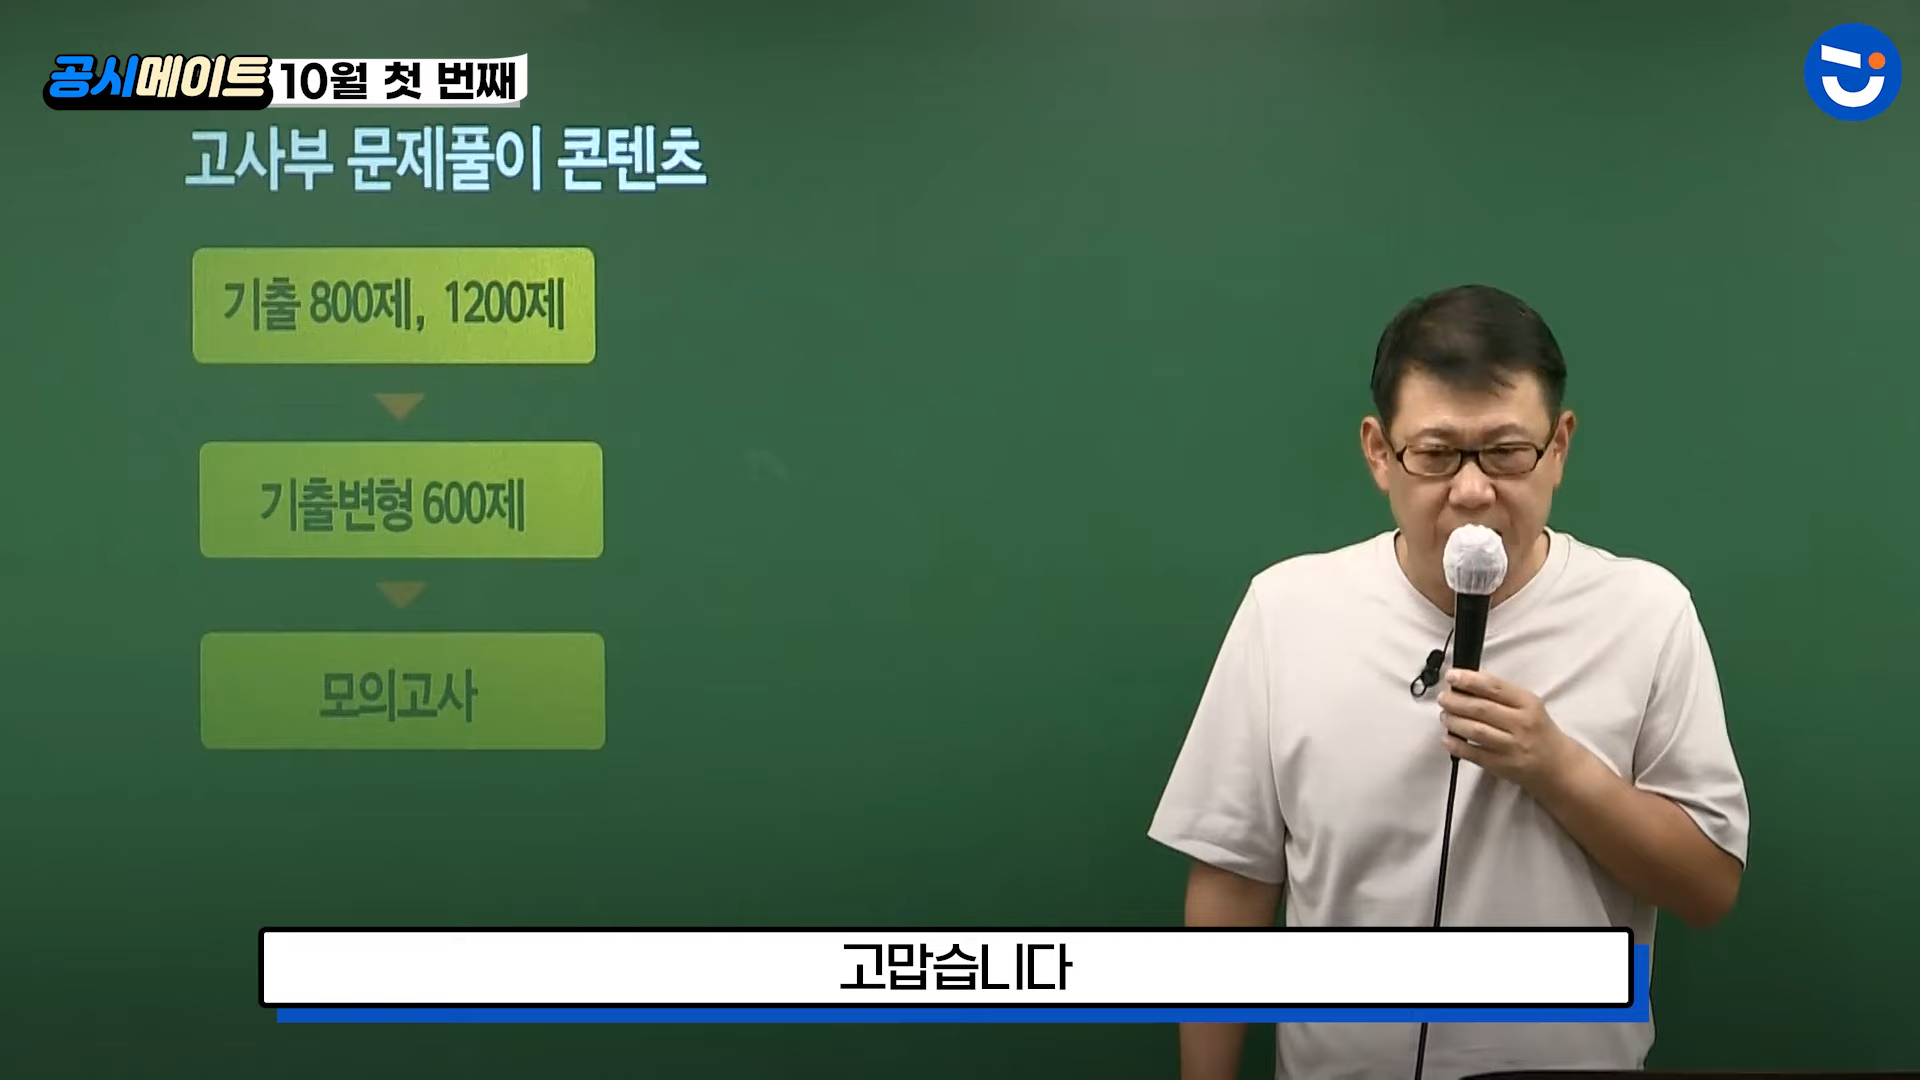 공시메이트 10월 첫 번째
고사부 문제풀이 콘텐츠
기출 800제, 1200제
기출변형 600제
모의고사
고맙습니다